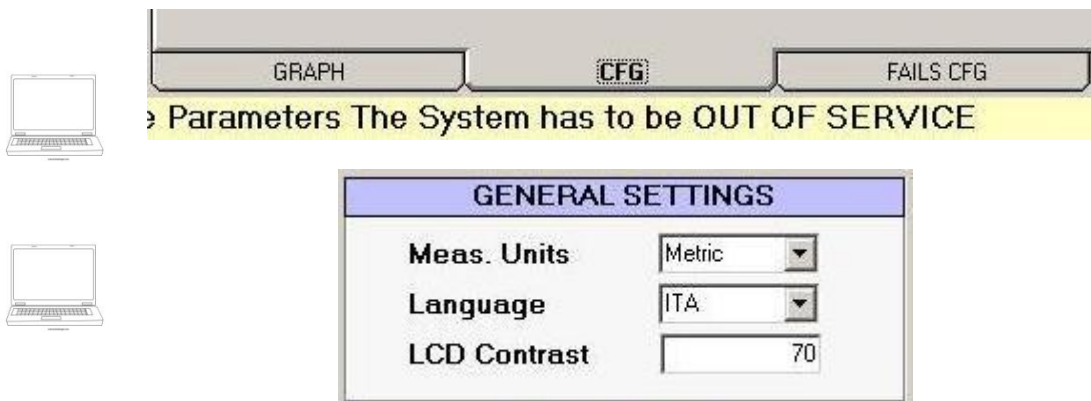 GRAPH CFG FAILS CFG
Parameters The System has to be OUT OF SERVICE
GENERAL SETTINGS
Meas. Units Metric
Language ITA
LCD Contrast 70